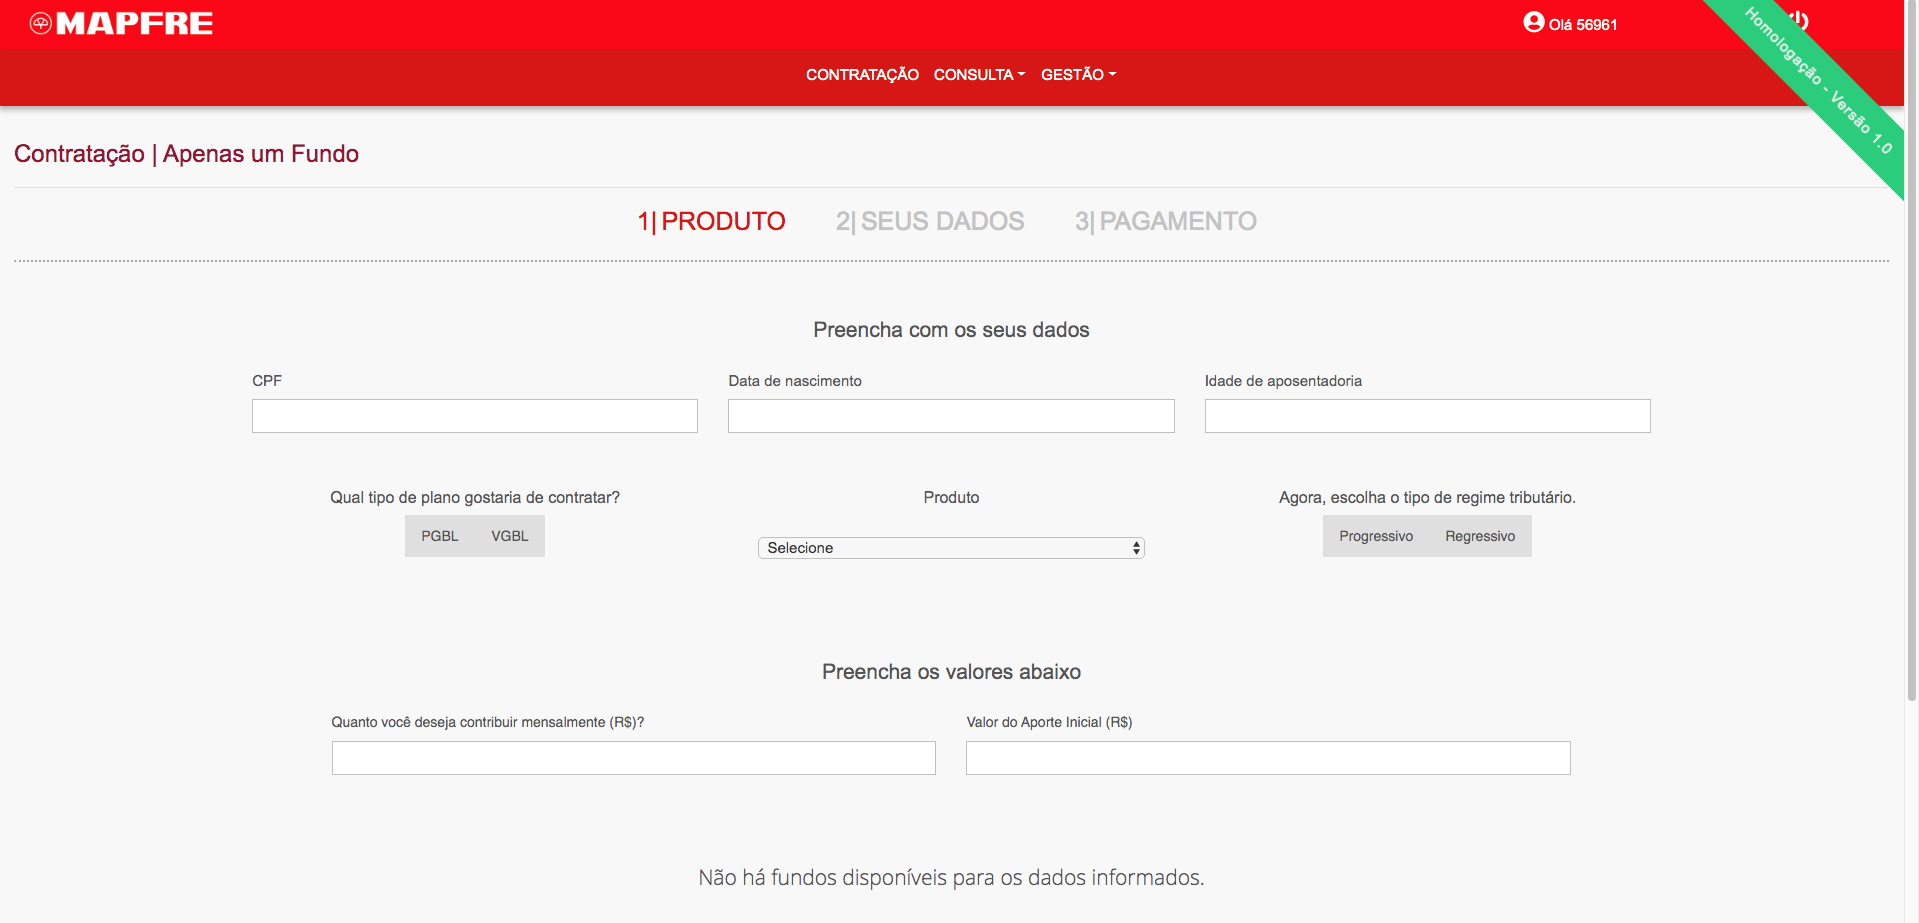 MAPFRE
Olá 56961
Homologação - Versão 1.0
CONTRATAÇÃO CONSULTA GESTÃO
Contratação | Apenas um Fundo
1| PRODUTO 2| SEUS DADOS 3| PAGAMENTO
Preencha com os seus dados
CPF Data de nascimento Idade de aposentadoria
Qual tipo de plano gostaria de contratar? Produto Agora, escolha o tipo de regime tributário.
PGBL VGBL Selecione Progressivo Regressivo
Preencha os valores abaixo
Quanto você deseja contribuir mensalmente (R$)? Valor do Aporte Inicial (R$)
Não há fundos disponíveis para os dados informados.